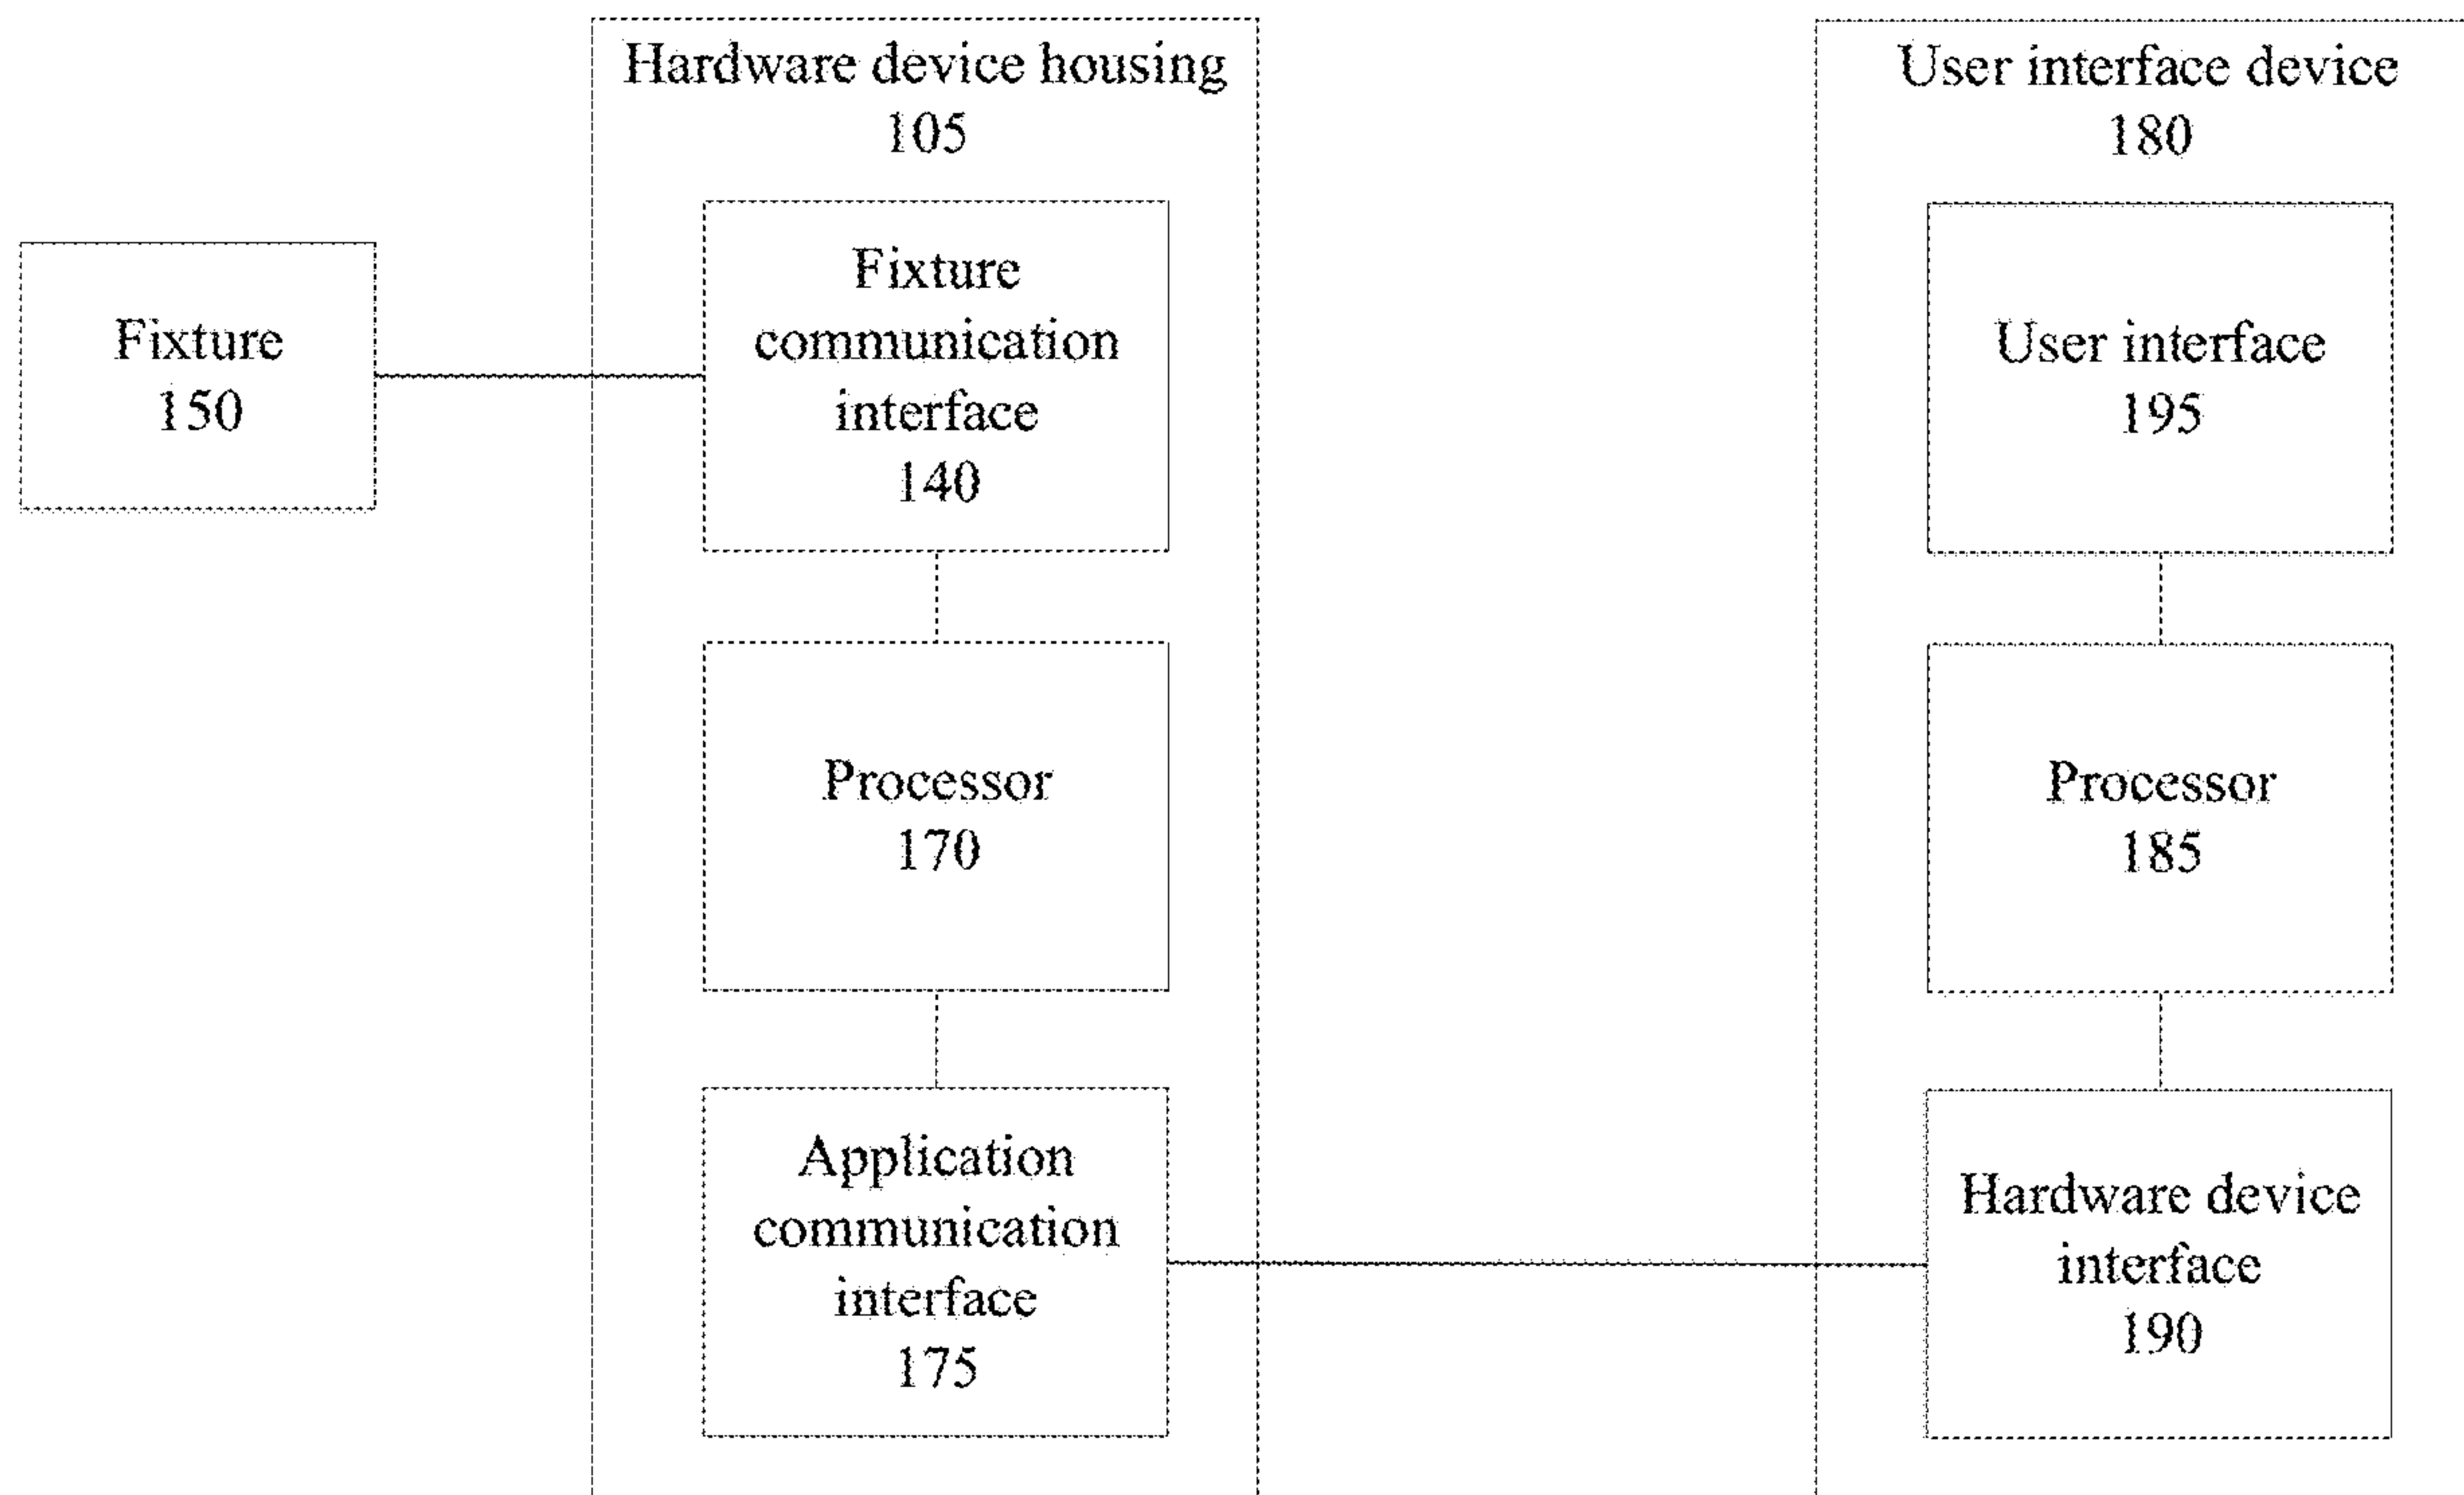 Hardware device housing
105
User interface device
180
Fixture
150
Fixture
communication
interface
140
User interface
195
Processor
170
Processor
185
Application
communication
interface
175
Hardware device
interface
190